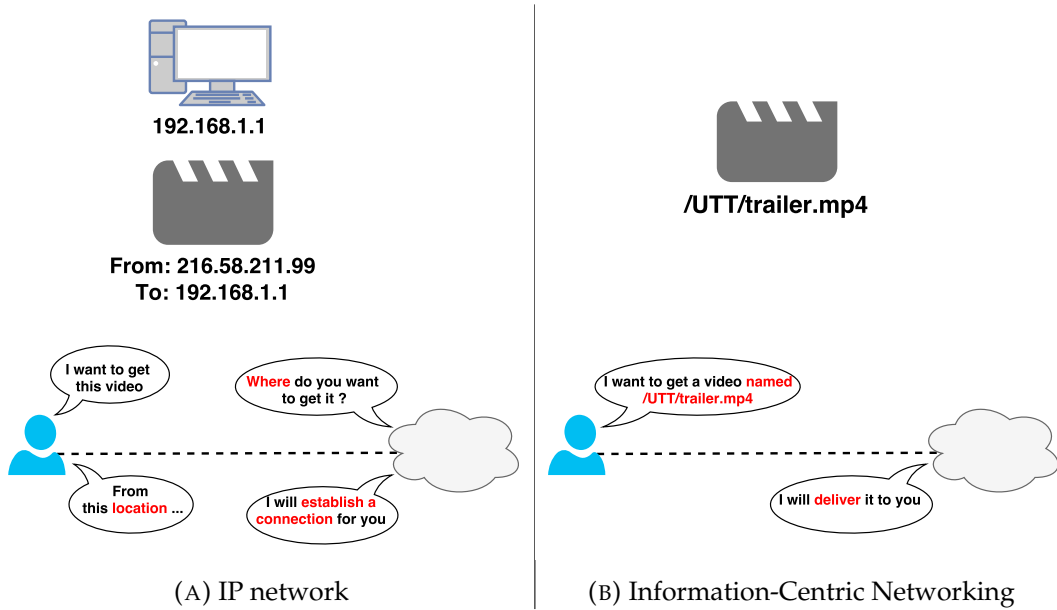 192.168.1.1
From: 216.58.211.99
To: 192.168.1.1
I want to get
this video
Where do you want
to get it ?
From
this location ...
I will establish a
connection for you
(A) IP network
/UTT/trailer.mp4
I want to get a video named
/UTT/trailer.mp4
I will deliver it to you
(B) Information-Centric Networking